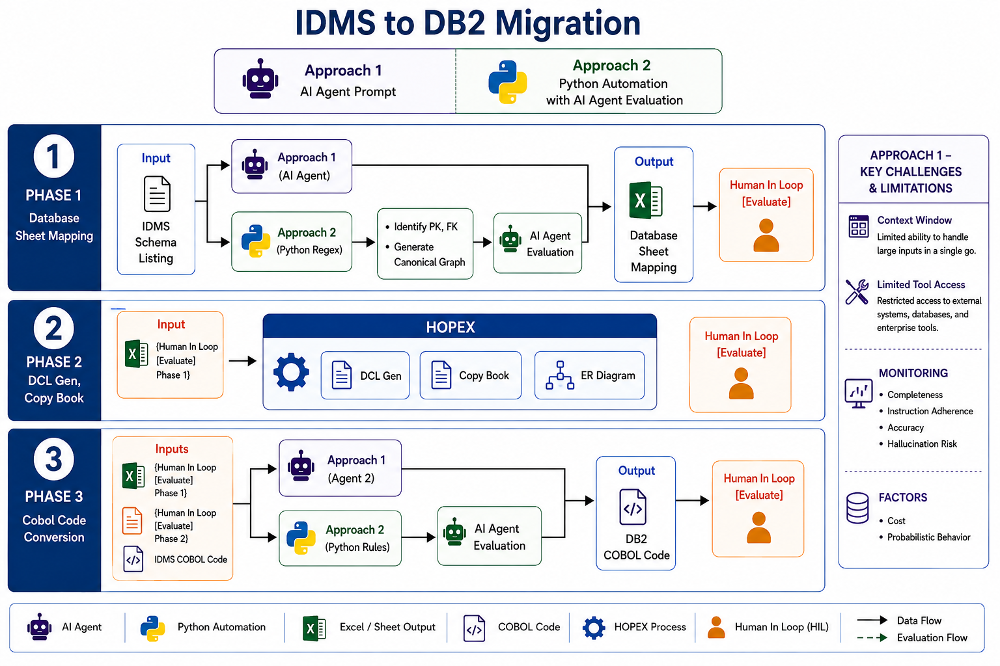 IDMS to DB2 Migration
Approach 1
AI Agent Prompt
Approach 2
Python Automation
with AI Agent Evaluation
1
PHASE 1
Database
Sheet Mapping
Input
IDMS
Schema
Listing
Approach 1
(AI Agent)
Approach 2
(Python Regex)
• Identify PK, FK
• Generate
Canonical Graph
AI Agent
Evaluation
Output
X
Database
Sheet
Mapping
Human In Loop
[Evaluate]
2
PHASE 2
DCL Gen,
Copy Book
Input
X
{Human In Loop
[Evaluate]
Phase 1}
HOPEX
DCL Gen
Copy Book
ER Diagram
Human In Loop
[Evaluate]
3
PHASE 3
Cobol Code
Conversion
Inputs
X
{Human In Loop
[Evaluate]
Phase 1}
{Human In Loop
[Evaluate]
Phase 2}
</>
IDMS COBOL Code
Approach 1
(Agent 2)
Approach 2
(Python Rules)
AI Agent
Evaluation
Output
</>
DB2
COBOL Code
Human In Loop
[Evaluate]
APPROACH 1 –
KEY CHALLENGES
& LIMITATIONS
Context Window
Limited ability to handle
large inputs in a single go.
Limited Tool Access
Restricted access to external
systems, databases, and
enterprise tools.
MONITORING
• Completeness
• Instruction Adherence
• Accuracy
• Hallucination Risk
FACTORS
• Cost
• Probabilistic Behavior
AI Agent
Python Automation
X
Excel / Sheet Output
</>
COBOL Code
HOPEX Process
Human In Loop (HIL)
Data Flow
Evaluation Flow